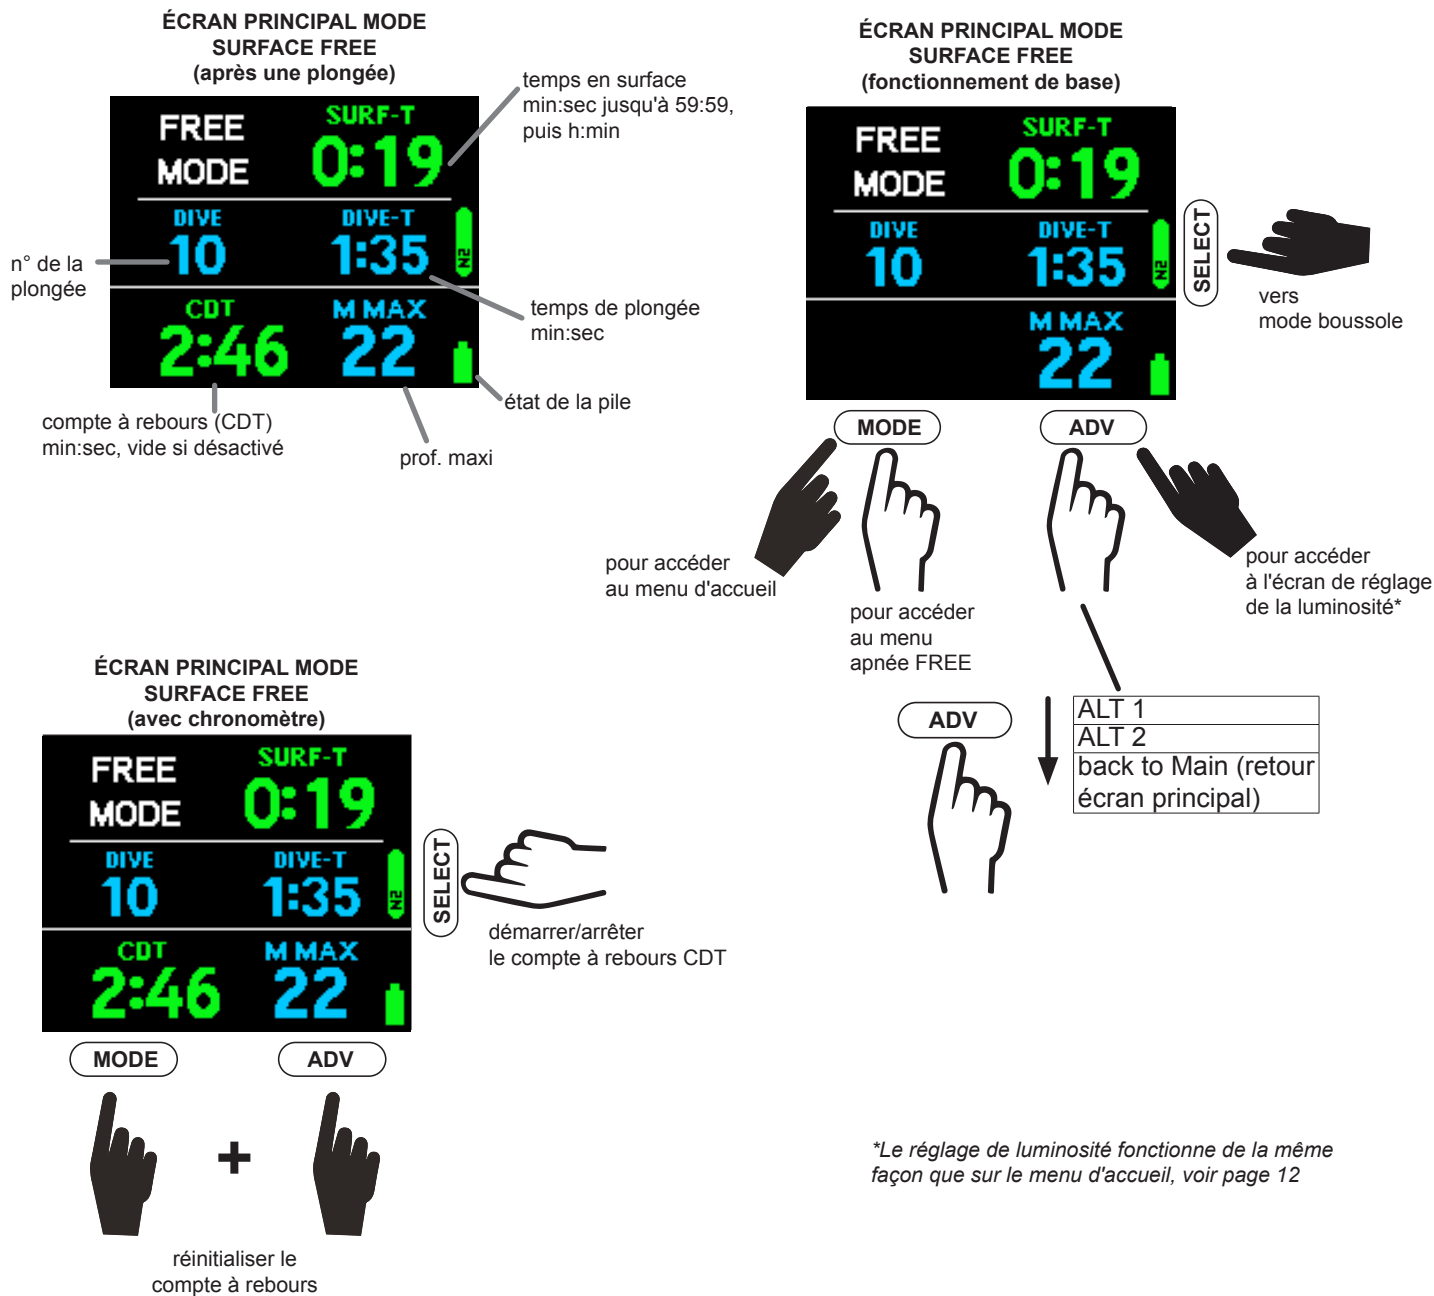 ÉCRAN PRINCIPAL MODE
SURFACE FREE
(après une plongée)
FREE
MODE
SURF-T
0:19
DIVE
10
DIVE-T
1:35
N2
CDT
2:46
M MAX
22
temps en surface
min:sec jusqu'à 59:59,
puis h:min
n° de la
plongée
temps de plongée
min:sec
état de la pile
compte à rebours (CDT)
min:sec, vide si désactivé
prof. maxi
ÉCRAN PRINCIPAL MODE
SURFACE FREE
(fonctionnement de base)
FREE
MODE
SURF-T
0:19
DIVE
10
DIVE-T
1:35
N2
M MAX
22
SELECT
vers
mode boussole
MODE
ADV
pour accéder
au menu d'accueil
pour accéder
au menu
apnée FREE
pour accéder
à l'écran de réglage
de la luminosité*
ADV
ALT 1
ALT 2
back to Main (retour
écran principal)
ÉCRAN PRINCIPAL MODE
SURFACE FREE
(avec chronomètre)
FREE
MODE
SURF-T
0:19
DIVE
10
DIVE-T
1:35
N2
CDT
2:46
M MAX
22
SELECT
démarrer/arrêter
le compte à rebours CDT
MODE
ADV
+
réinitialiser le
compte à rebours
*Le réglage de luminosité fonctionne de la même
façon que sur le menu d'accueil, voir page 12